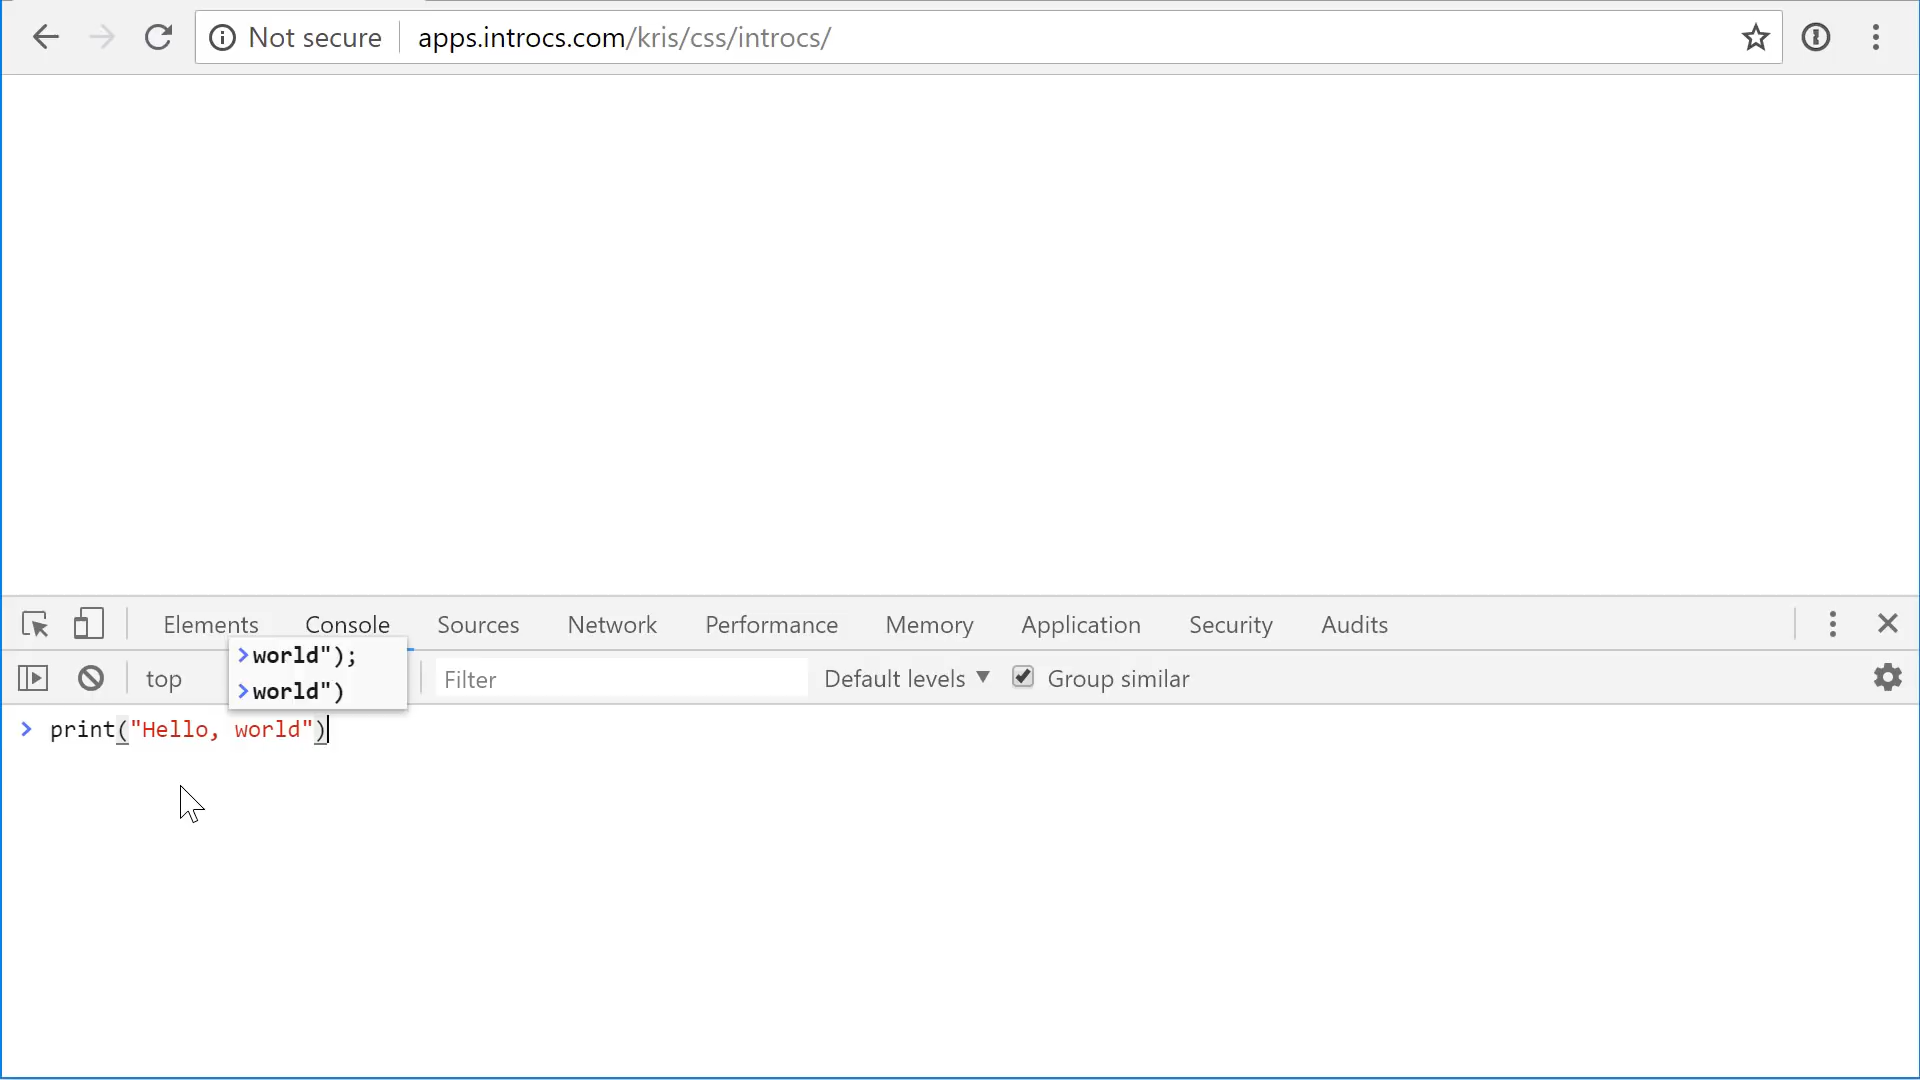 Not secure apps.introcs.com/kris/css/introcs/
Elements Console Sources Network Performance Memory Application Security Audits
>world");
>world")
top Filter Default levels ▼ Group similar
> print("Hello, world")